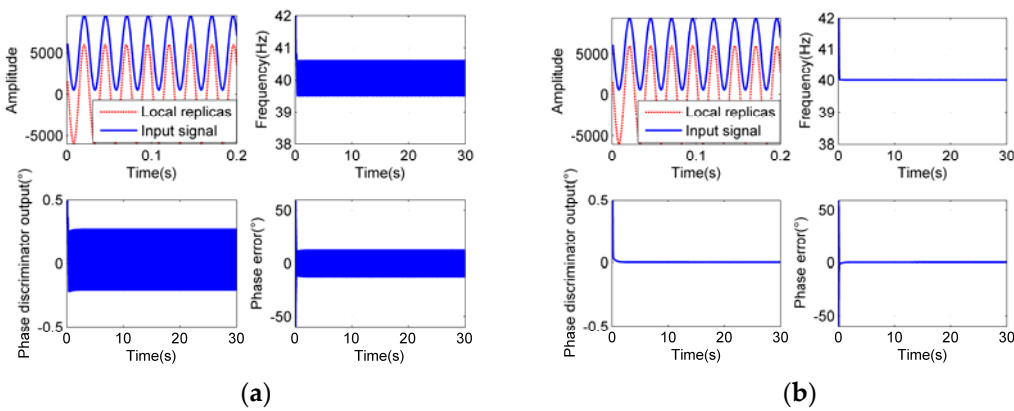 Amplitude
5000
0
-5000
Local replicas
Input signal
0 0.1 0.2
Time(s)
Frequency(Hz)
42
41
40
39
38
0 10 20 30
Time(s)
Phase discriminator output(°)
0.5
0
-0.5
0 10 20 30
Time(s)
Phase error(°)
50
0
-50
0 10 20 30
Time(s)
(a)
Amplitude
5000
0
-5000
Local replicas
Input signal
0 0.1 0.2
Time(s)
Frequency(Hz)
42
41
40
39
38
0 10 20 30
Time(s)
Phase discriminator output(°)
0.5
0
-0.5
0 10 20 30
Time(s)
Phase error(°)
50
0
-50
0 10 20 30
Time(s)
(b)